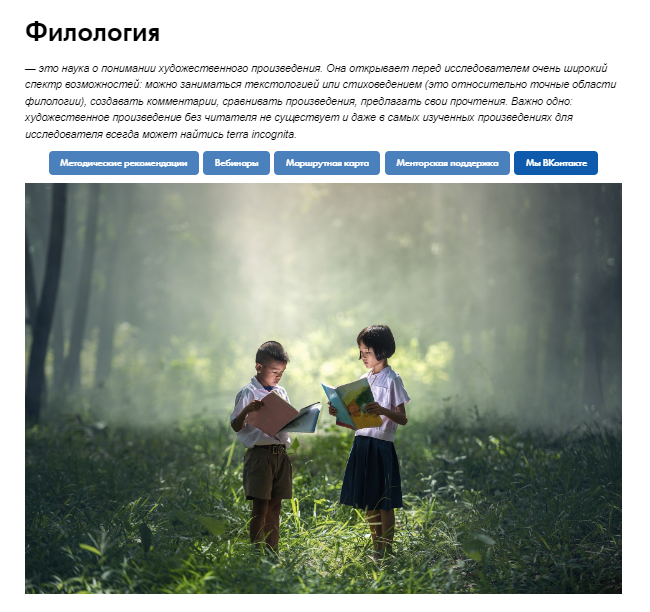 Филология
— это наука о понимании художественного произведения. Она открывает перед исследователем очень широкий
спектр возможностей: можно заниматься текстологией или стиховедением (это относительно точные области
филологии), создавать комментарии, сравнивать произведения, предлагать свои прочтения. Важно одно:
художественное произведение без читателя не существует и даже в самых изученных произведениях для
исследователя всегда может найтись terra incognita.
Методические рекомендации Вебинары Маршрутная карта Менторская поддержка Мы ВКонтакте